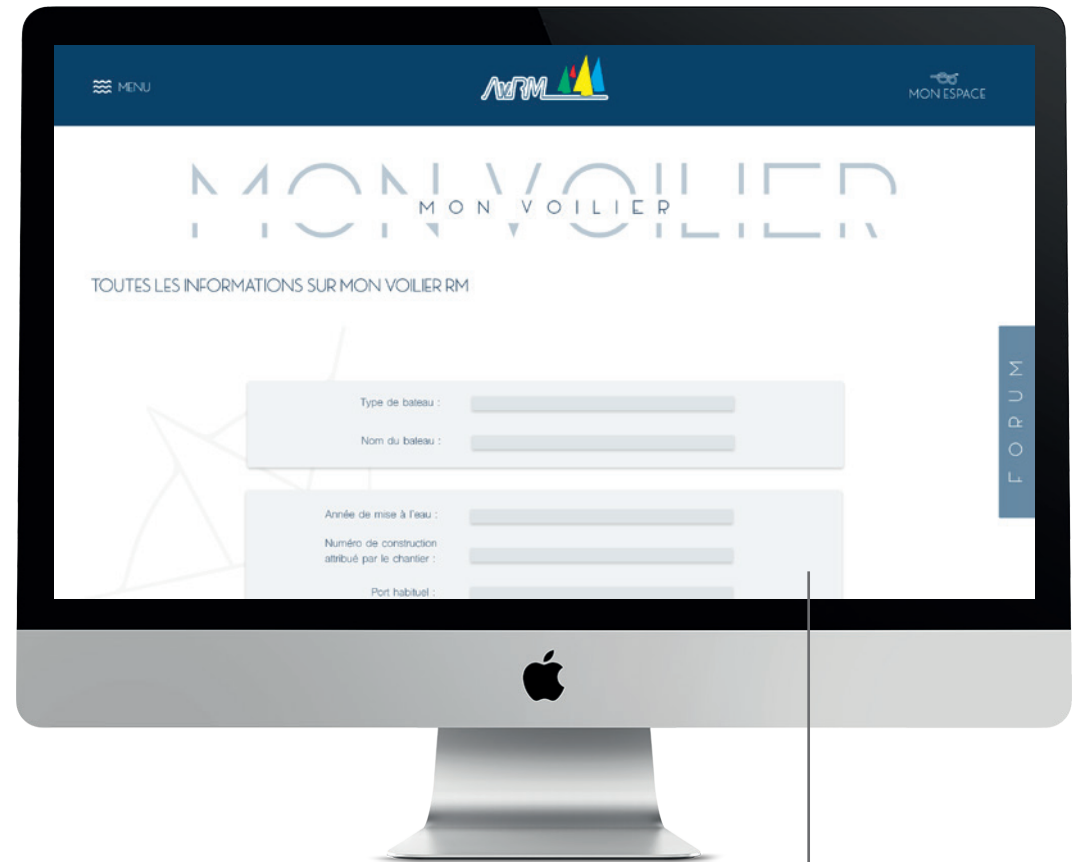 MENU
AxRM
MON ESPACE
MON VOILIER
MON VOILIER
TOUTES LES INFORMATIONS SUR MON VOILIER RM
FORUM
Type de bateau :
Nom du bateau :
Année de mise à l'eau :
Numéro de construction
attribué par le chantier :
Port habituel :